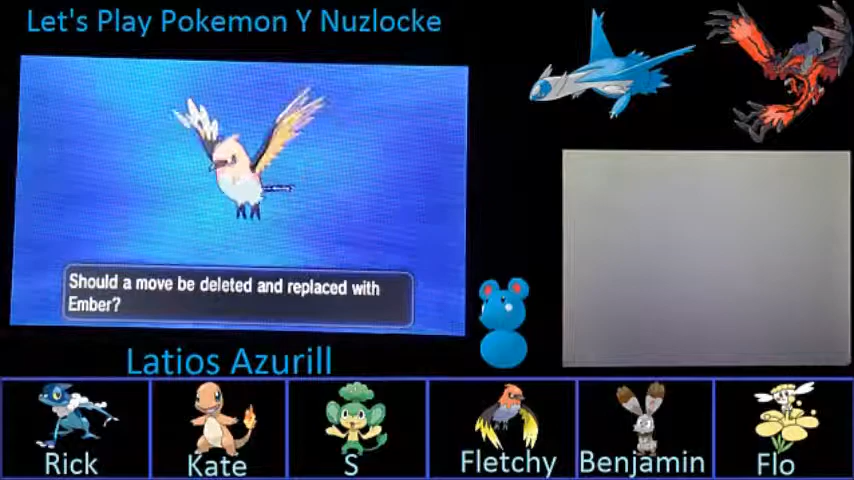 Let's Play Pokemon Y Nuzlocke
Should a move be deleted and replaced with
Ember?
Latios Azurill
Rick
Kate
S
Fletchy
Benjamin
Flo